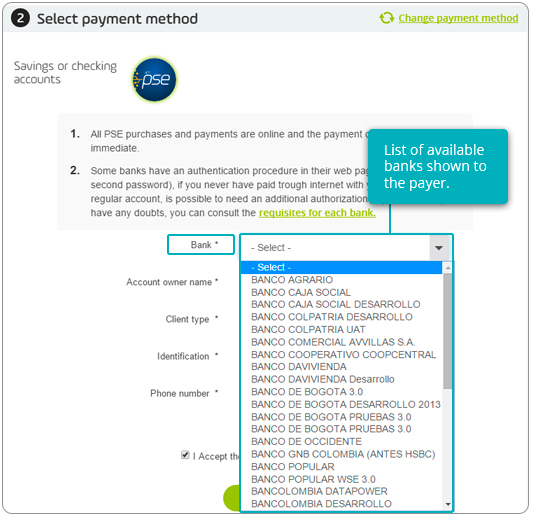 2 Select payment method
Change payment method
Savings or checking
accounts
pse
1. All PSE purchases and payments are online and the payment
immediate.
2. Some banks have an authentication procedure in their web
second password), if you never have paid trough internet with
regular account, is possible to need an additional authorization
have any doubts, you can consult the requisites for each bank.
List of available
banks shown to
the payer.
Bank *
- Select -
Account owner name *
Client type *
Identification *
Phone number *
I Accept
- Select -
BANCO AGRARIO
BANCO CAJA SOCIAL
BANCO CAJA SOCIAL DESARROLLO
BANCO COLPATRIA DESARROLLO
BANCO COLPATRIA UAT
BANCO COMERCIAL AVVILLAS S.A.
BANCO COOPERATIVO COOPCENTRAL
BANCO DAVIVIENDA
BANCO DAVIVIENDA Desarrollo
BANCO DE BOGOTA 3.0
BANCO DE BOGOTA DESARROLLO 2013
BANCO DE BOGOTA PRUEBAS 3.0
BANCO DE BOGOTA PRUEBAS 3.0
BANCO DE OCCIDENTE
BANCO GNB COLOMBIA (ANTES HSBC)
BANCO POPULAR
BANCO POPULAR WSE 3.0
BANCOLOMBIA DATAPOWER
BANCOLOMBIA DESARROLLO